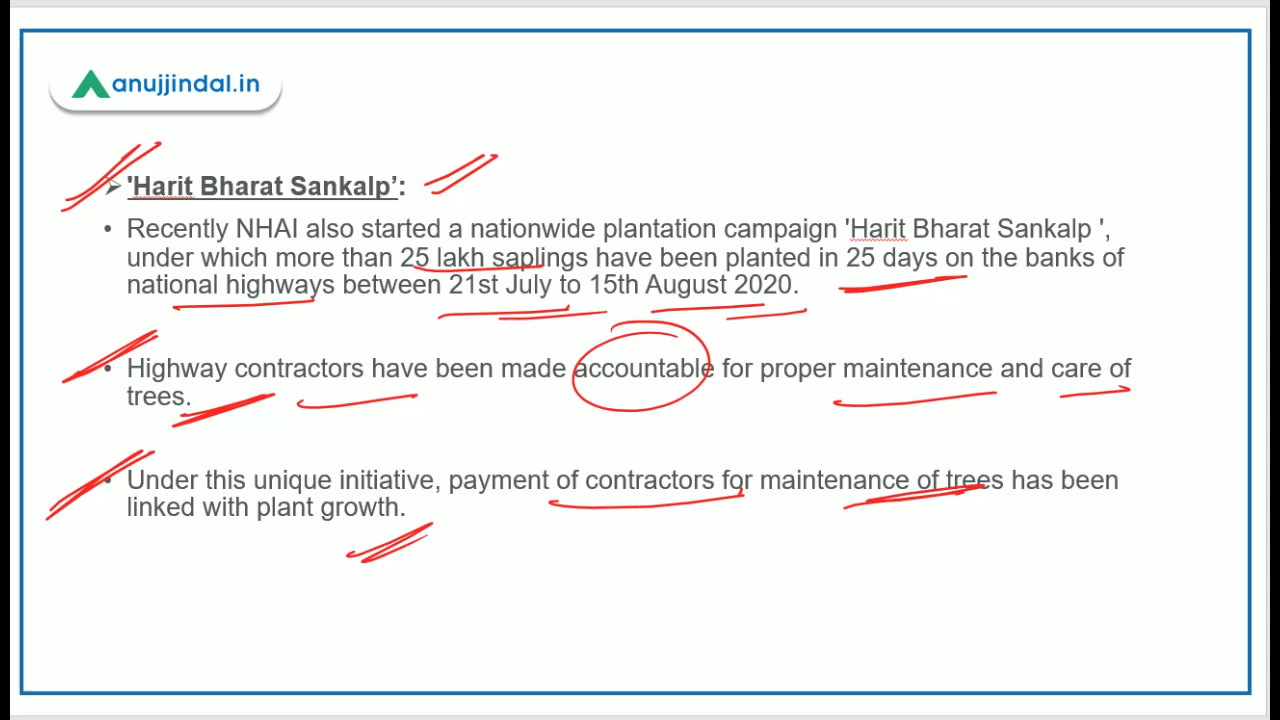 anujjindal.in
'Harit Bharat Sankalp’:
Recently NHAI also started a nationwide plantation campaign 'Harit Bharat Sankalp ',
under which more than 25 lakh saplings have been planted in 25 days on the banks of
national highways between 21st July to 15th August 2020.
Highway contractors have been made accountable for proper maintenance and care of
trees.
Under this unique initiative, payment of contractors for maintenance of trees has been
linked with plant growth.